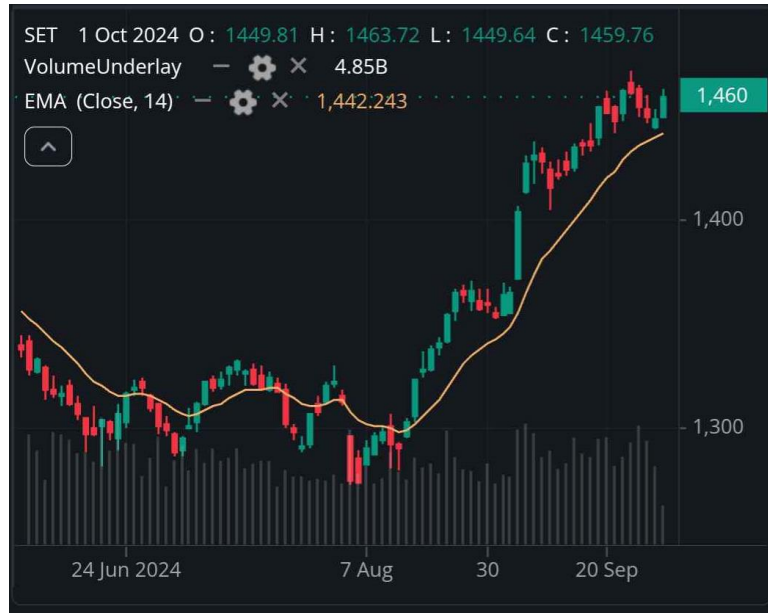 SET 1 Oct 2024 O : 1449.81 H : 1463.72 L : 1449.64 C : 1459.76
VolumeUnderlay 4.85B
EMA (Close, 14) 1,442.243
1,460
1,400
1,300
24 Jun 2024 7 Aug 30 20 Sep